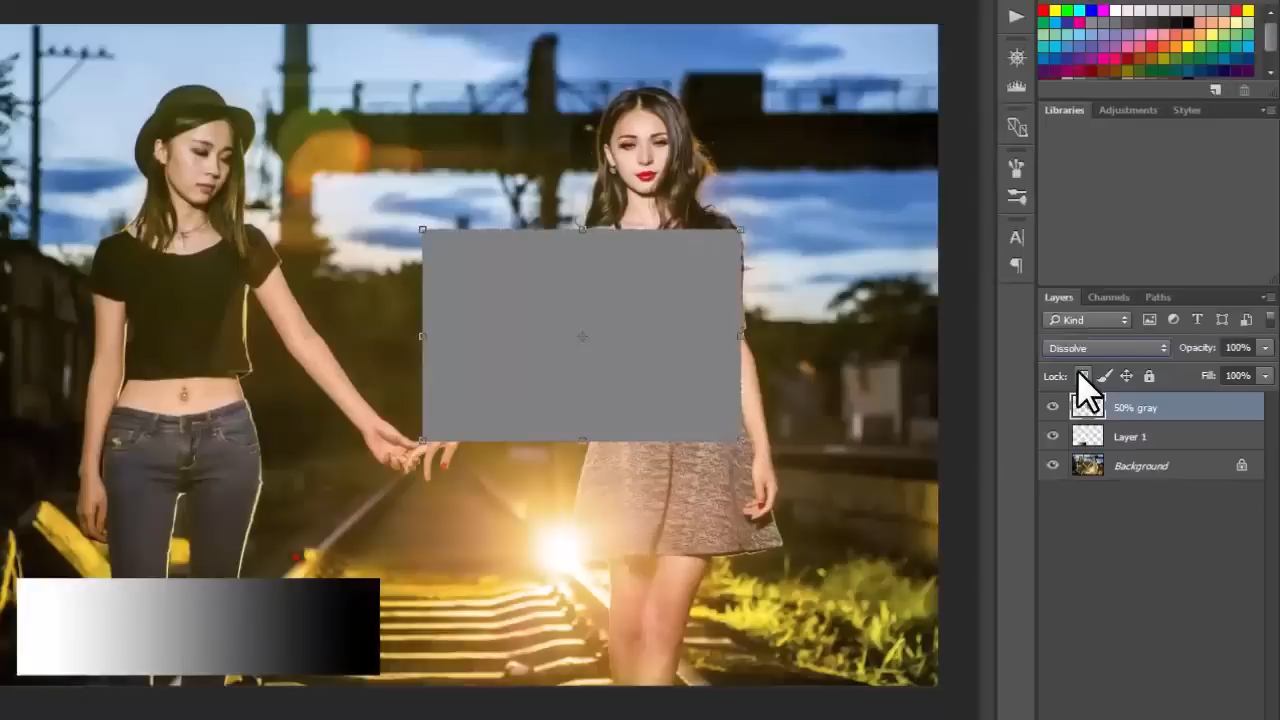 Libraries Adjustments Styles
Layers Channels Paths
Kind
Dissolve Opacity: 100%
Lock: Fill: 100%
50% gray
Layer 1
Background